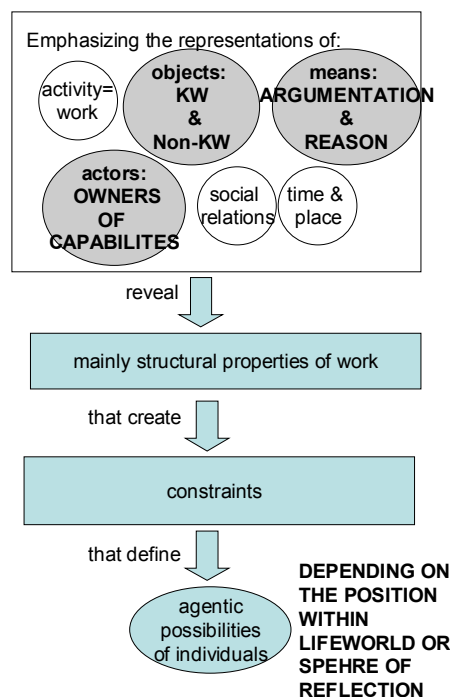 Emphasizing the representations of:
activity=
work
objects:
KW
&
Non-KW
means:
ARGUMENTATION
&
REASON
actors:
OWNERS
OF
CAPABILITES
social
relations
time &
place
reveal
mainly structural properties of work
that create
constraints
that define
agentic
possibilities
of individuals
DEPENDING ON
THE POSITION
WITHIN
LIFEWORLD OR
SPEHRE OF
REFLECTION